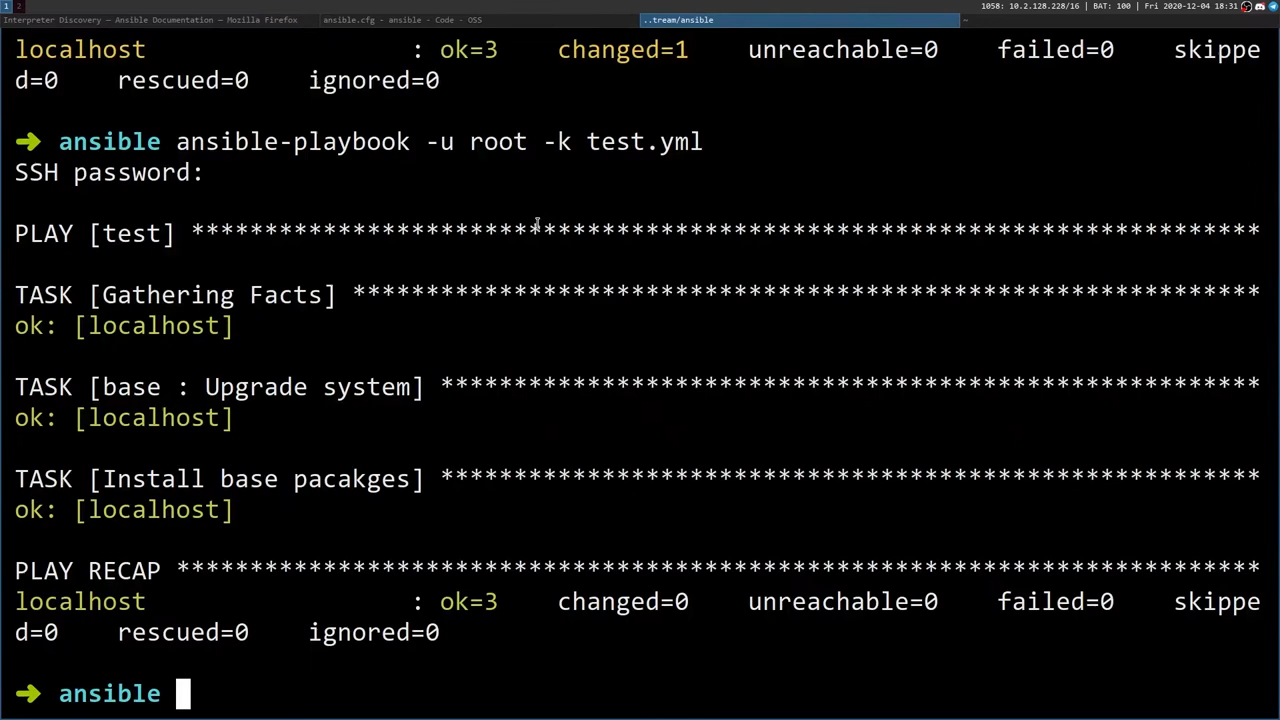 1 2 1058: 10.2.128.228/16 | BAT: 100 | Fri 2020-12-04 18:31
Interpreter Discovery — Ansible Documentation — Mozilla Firefox ansible.cfg - ansible - Code - OSS ..tream/ansible
localhost : ok=3 changed=1 unreachable=0 failed=0 skippe
d=0 rescued=0 ignored=0
➜ ansible ansible-playbook -u root -k test.yml
SSH password:
PLAY [test] *************************************************************************
TASK [Gathering Facts] **************************************************************
ok: [localhost]
TASK [base : Upgrade system] ********************************************************
ok: [localhost]
TASK [Install base pacakges] ********************************************************
ok: [localhost]
PLAY RECAP **************************************************************************
localhost : ok=3 changed=0 unreachable=0 failed=0 skippe
d=0 rescued=0 ignored=0
➜ ansible